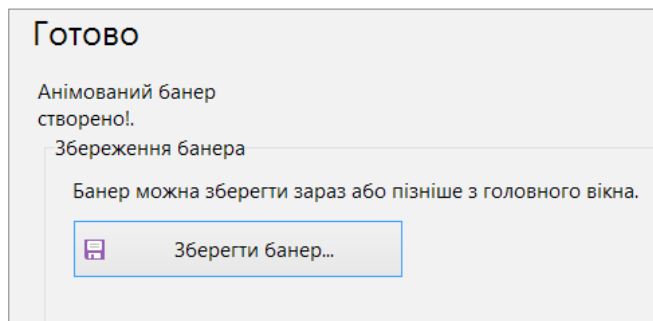 Готово
Анімований банер
створено!.
Збереження банера
Банер можна зберегти зараз або пізніше з головного вікна.
Зберегти банер...